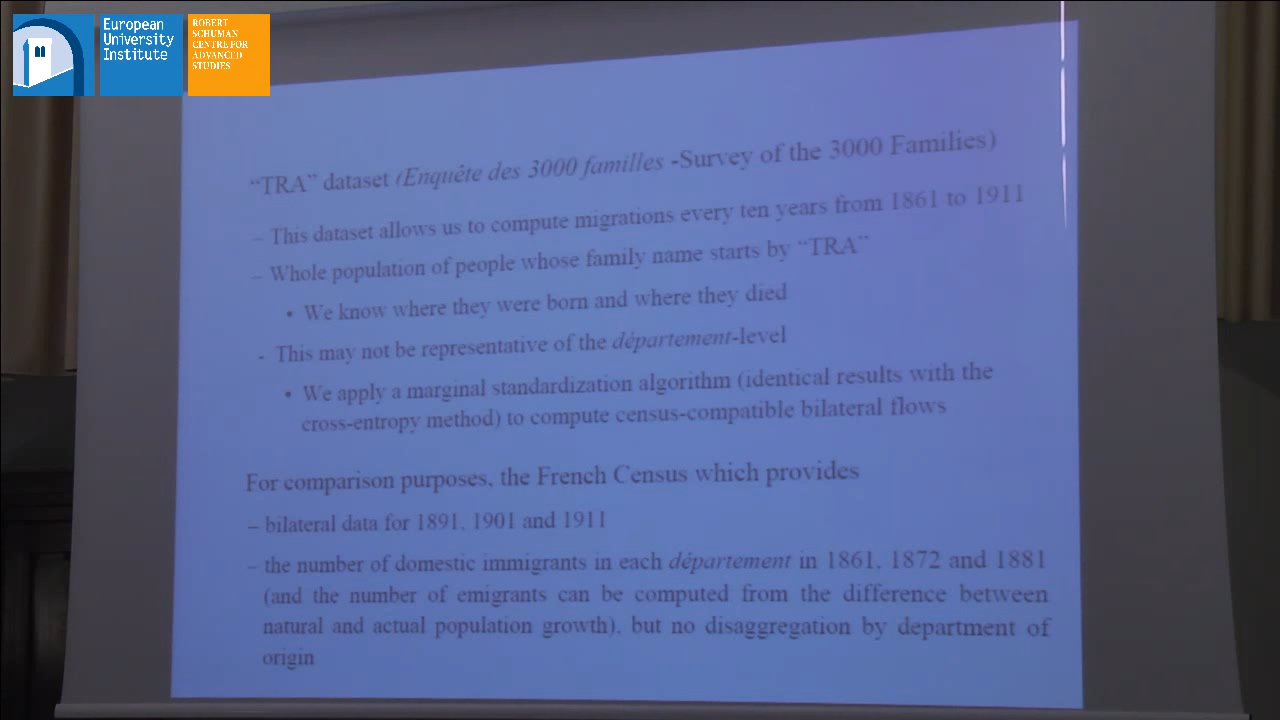 European
University
Institute
ROBERT
SCHUMAN
CENTRE FOR
ADVANCED
STUDIES
“TRA” dataset (Enquête des 3000 familles -Survey of the 3000 Families)
– This dataset allows us to compute migrations every ten years from 1861 to 1911
– Whole population of people whose family name starts by “TRA”
• We know where they were born and where they died
- This may not be representative of the département-level
• We apply a marginal standardization algorithm (identical results with the
cross-entropy method) to compute census-compatible bilateral flows
For comparison purposes, the French Census which provides
– bilateral data for 1891, 1901 and 1911
– the number of domestic immigrants in each département in 1861, 1872 and 1881
(and the number of emigrants can be computed from the difference between
natural and actual population growth), but no disaggregation by department of
origin